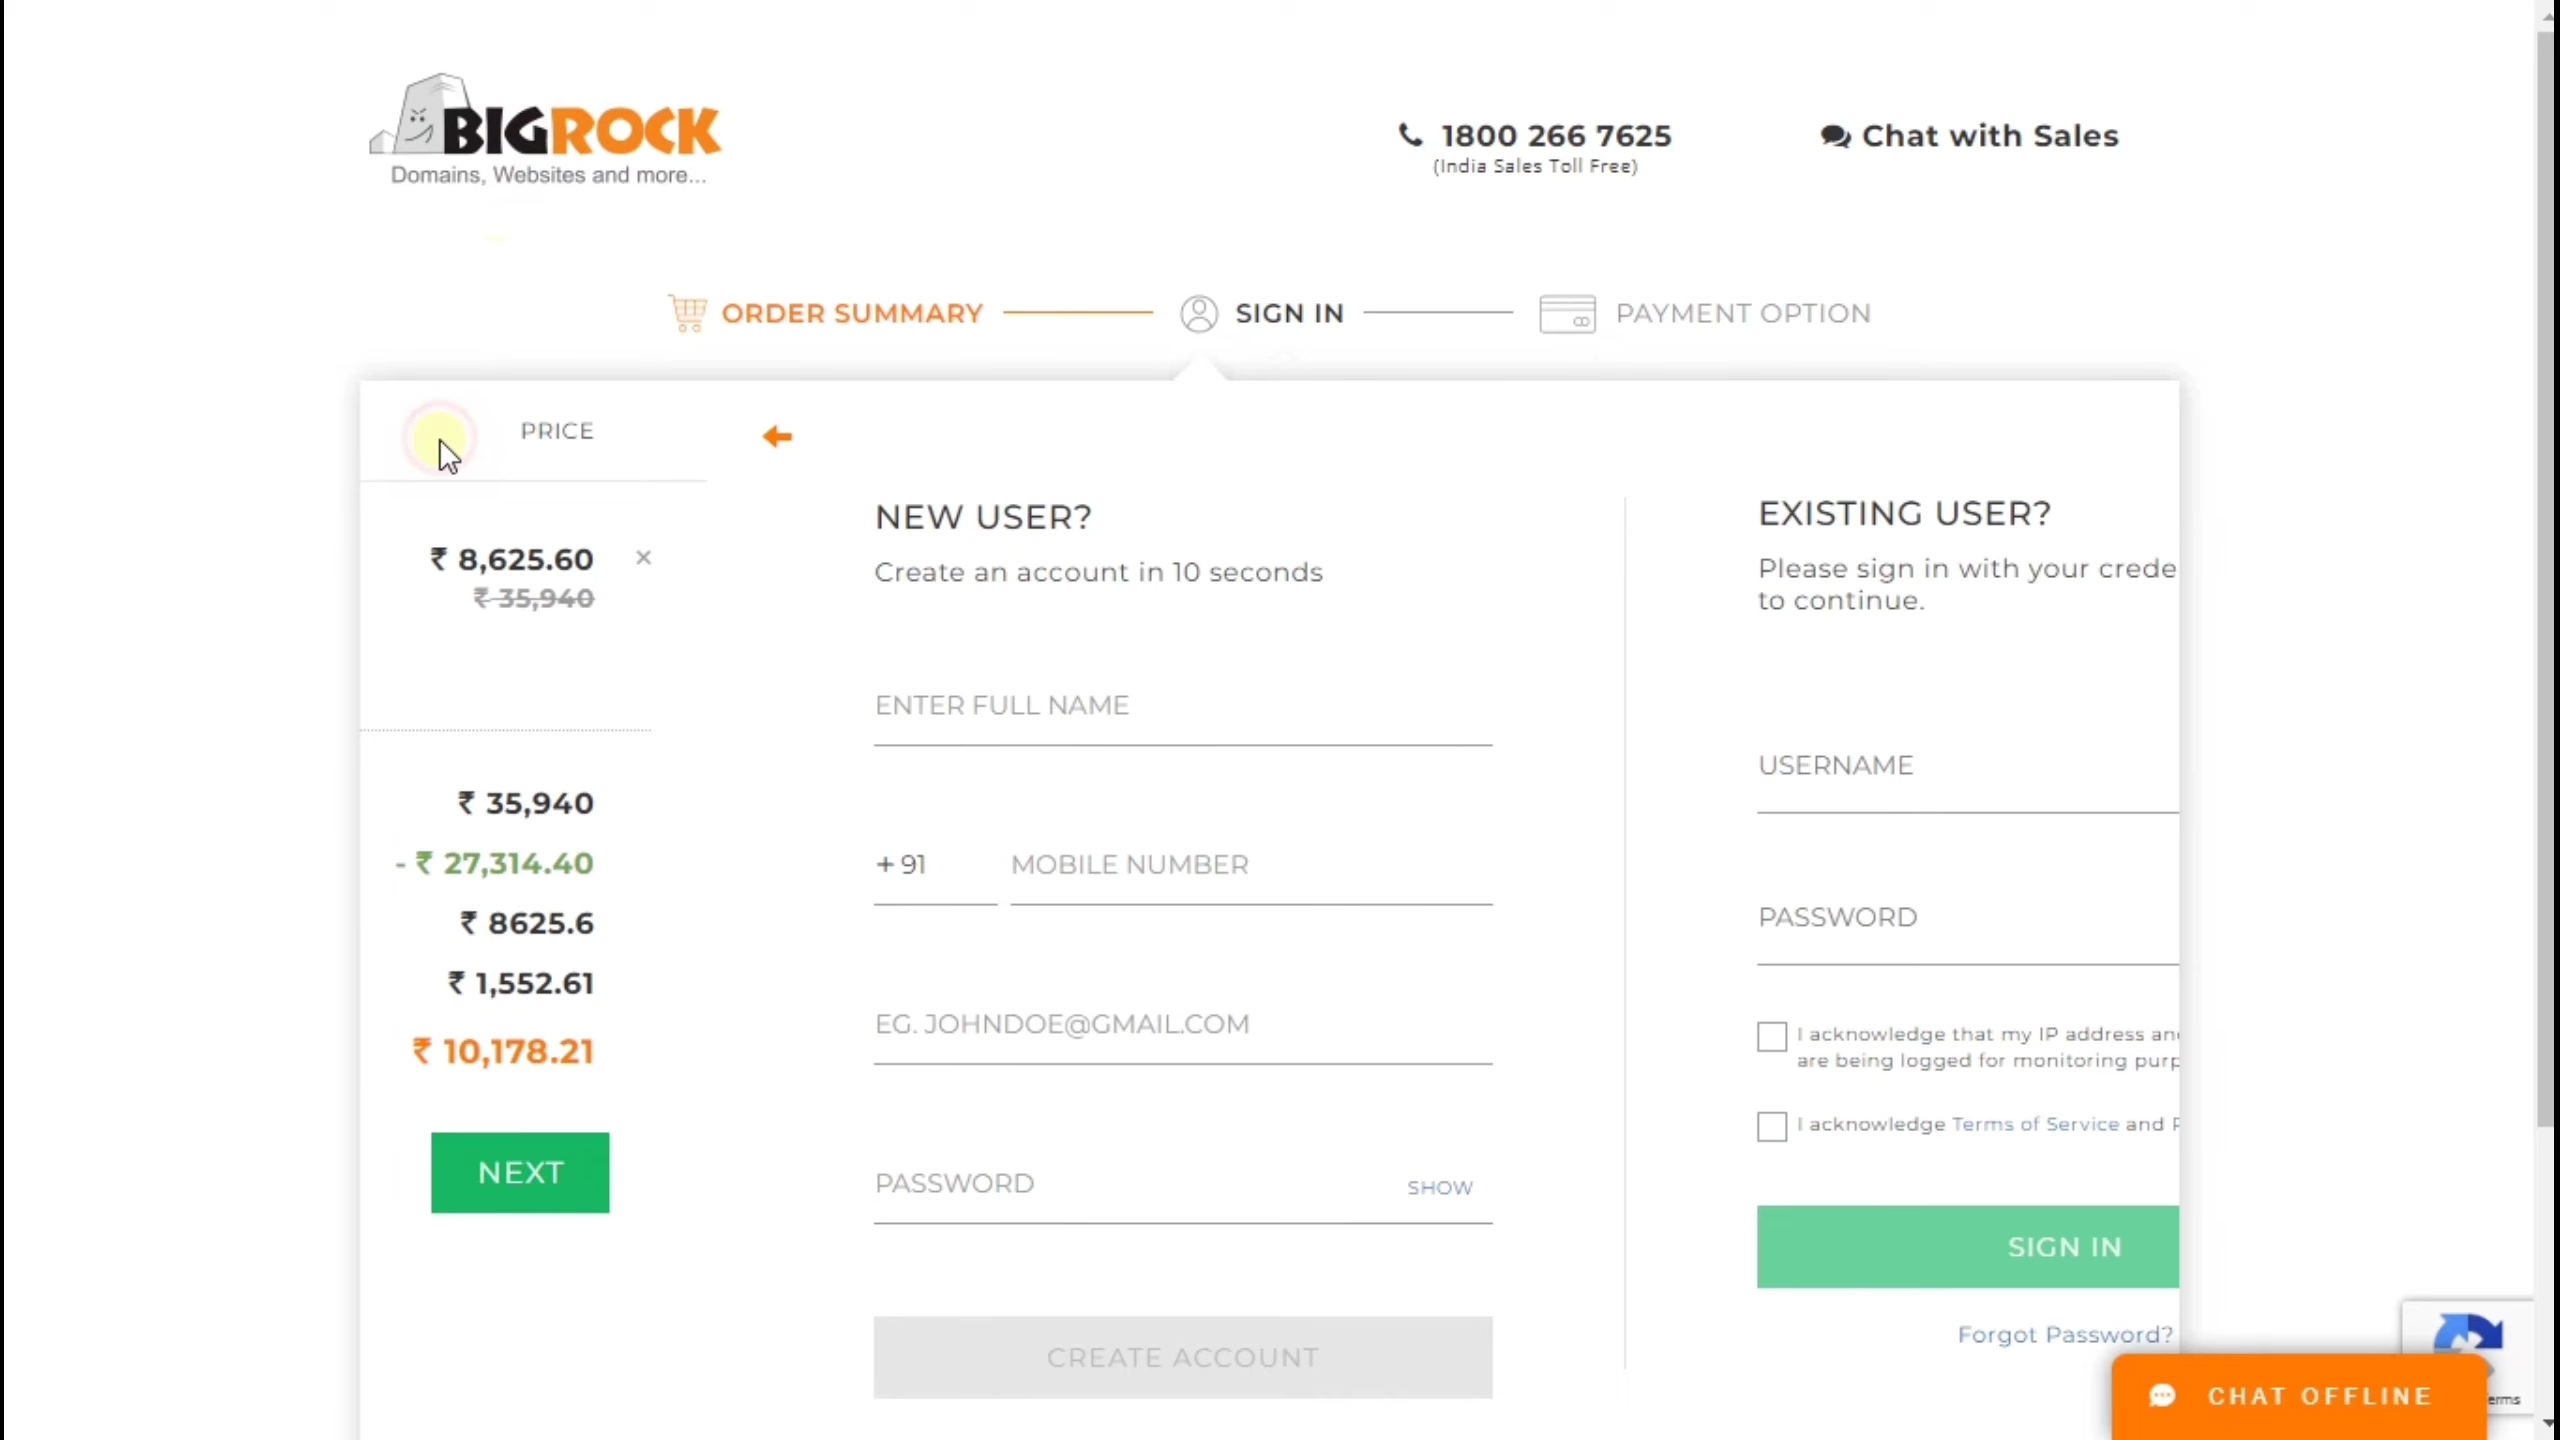 BIGROCK
Domains, Websites and more...
1800 266 7625
(India Sales Toll Free)
Chat with Sales
ORDER SUMMARY
SIGN IN
PAYMENT OPTION
PRICE
₹ 8,625.60 ×
₹ 35,940
₹ 35,940
- ₹ 27,314.40
₹ 8625.6
₹ 1,552.61
₹ 10,178.21
NEXT
NEW USER?
Create an account in 10 seconds
ENTER FULL NAME
+ 91 MOBILE NUMBER
EG. JOHNDOE@GMAIL.COM
PASSWORD SHOW
CREATE ACCOUNT
EXISTING USER?
Please sign in with your crede
to continue.
USERNAME
PASSWORD
I acknowledge that my IP address an
are being logged for monitoring purp
I acknowledge Terms of Service and
SIGN IN
Forgot Password?
CHAT OFFLINE